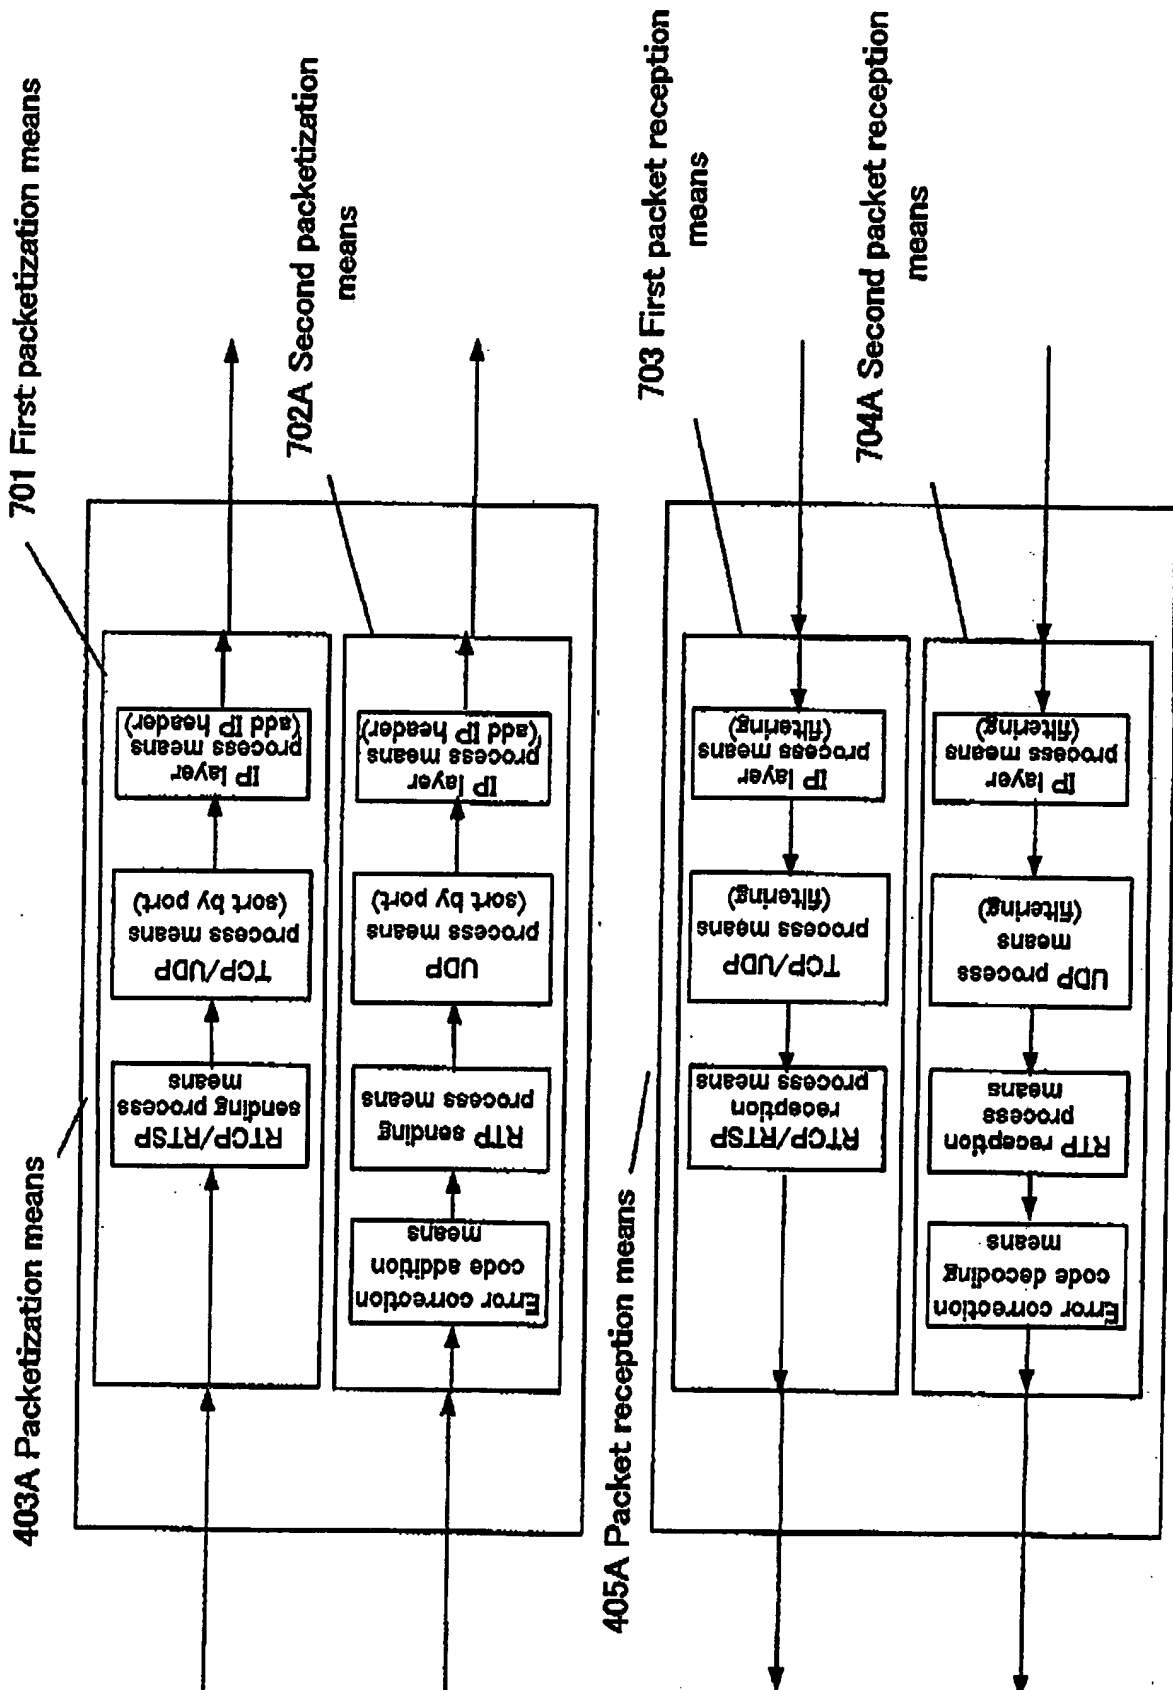 403A Packetization means
701 First packetization means
RTCP/RTSP
sending process
means
TCP/UDP
process means
(sort by port)
IP layer
process means
(add IP header)
702A Second packetization
means
Error correction
code addition
means
RTP sending
process means
UDP
process means
(sort by port)
IP layer
process means
(add IP header)
405A Packet reception means
703 First packet reception
means
RTCP/RTSP
reception
process means
TCP/UDP
process means
(filtering)
IP layer
process means
(filtering)
704A Second packet reception
means
Error correction
code decoding
means
RTP reception
process
means
UDP process
means
(filtering)
IP layer
process means
(filtering)